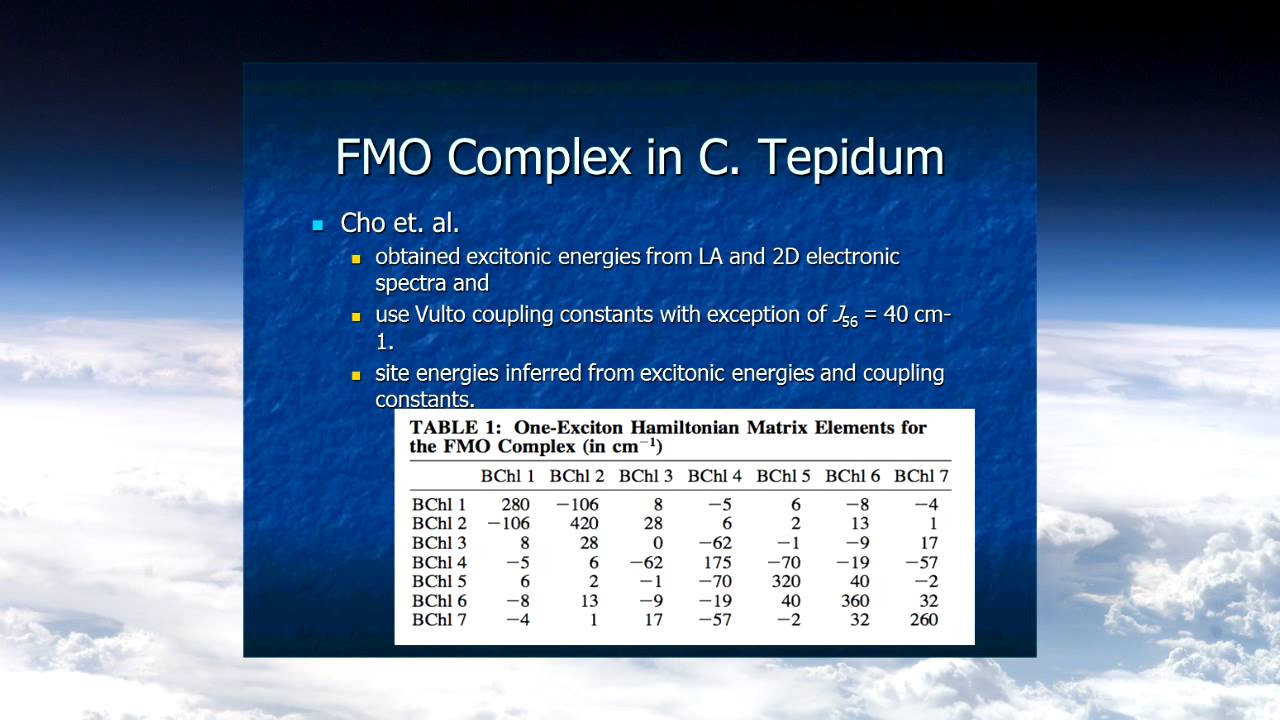 FMO Complex in C. Tepidum
Cho et. al.
obtained excitonic energies from LA and 2D electronic
spectra and
use Vulto coupling constants with exception of J56 = 40 cm-
1.
site energies inferred from excitonic energies and coupling
constants.
TABLE 1: One-Exciton Hamiltonian Matrix Elements for
the FMO Complex (in cm−1)
BChl 1 BChl 2 BChl 3 BChl 4 BChl 5 BChl 6 BChl 7
BChl 1 280 −106 8 −5 6 −8 −4
BChl 2 −106 420 28 6 2 13 1
BChl 3 8 28 0 −62 −1 −9 17
BChl 4 −5 6 −62 175 −70 −19 −57
BChl 5 6 2 −1 −70 320 40 −2
BChl 6 −8 13 −9 −19 40 360 32
BChl 7 −4 1 17 −57 −2 32 260